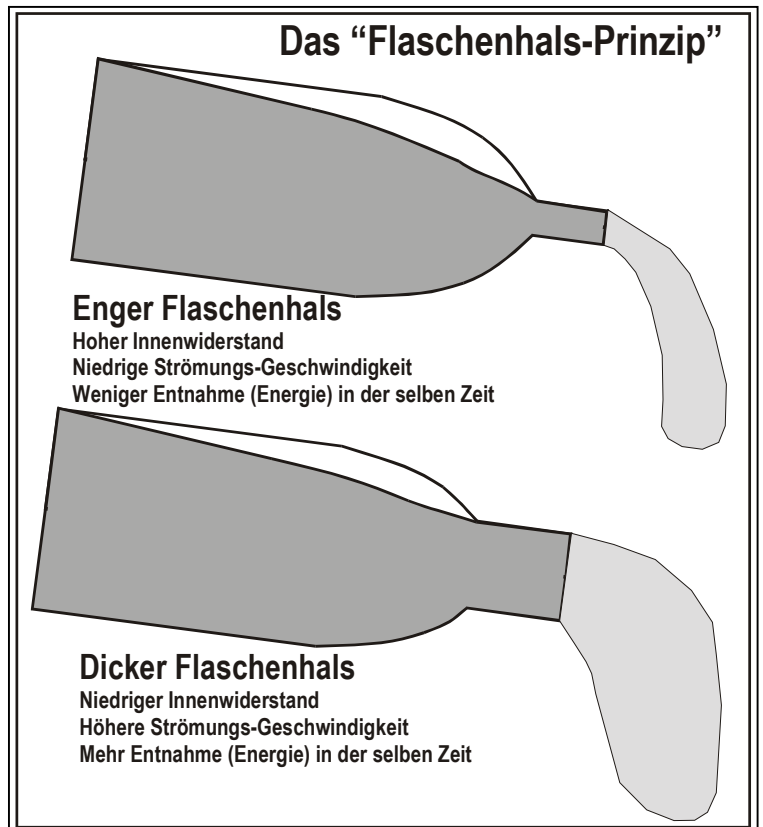 Das “Flaschenhals-Prinzip”
Enger Flaschenhals
Hoher Innenwiderstand
Niedrige Strömungs-Geschwindigkeit
Weniger Entnahme (Energie) in der selben Zeit
Dicker Flaschenhals
Niedriger Innenwiderstand
Höhere Strömungs-Geschwindigkeit
Mehr Entnahme (Energie) in der selben Zeit